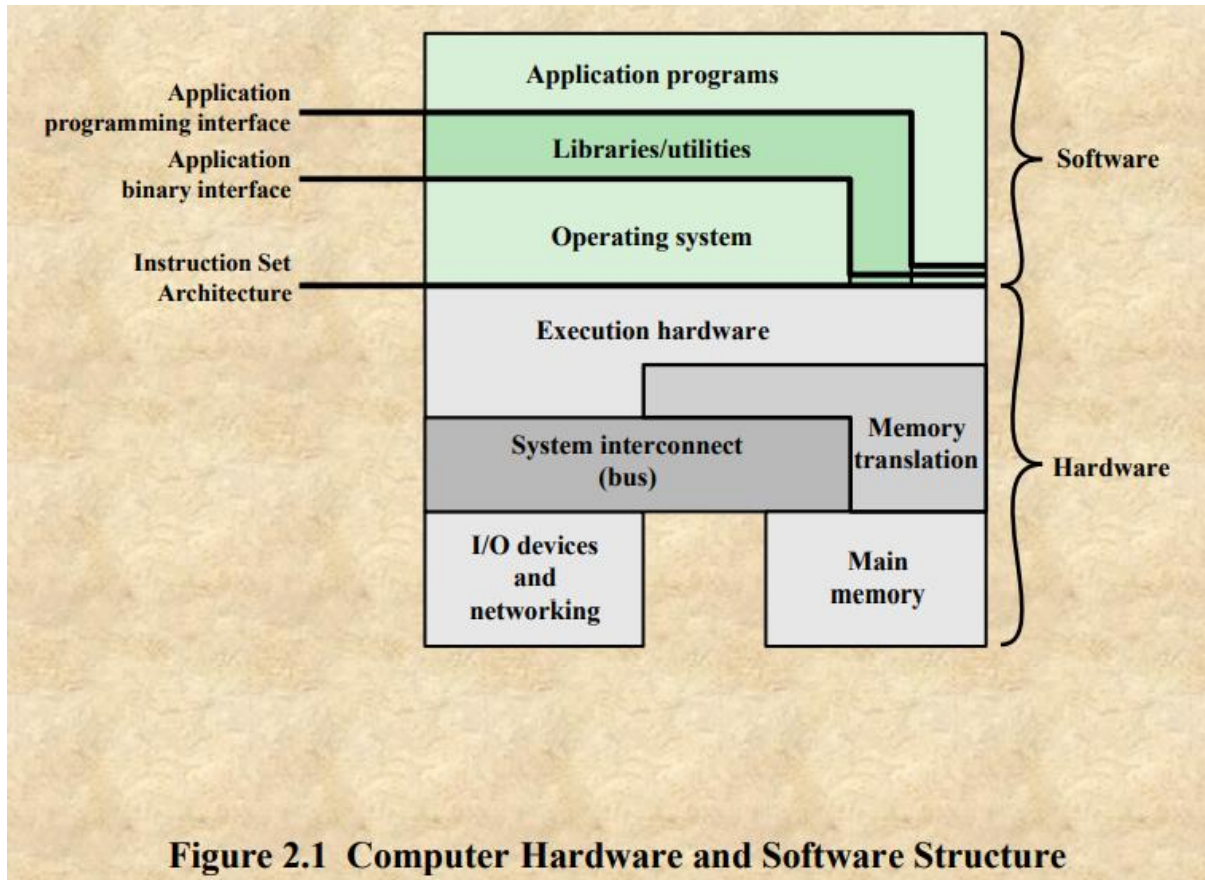 Application programs
Application
programming interface
Libraries/utilities
Application
binary interface
Software
Operating system
Instruction Set
Architecture
Execution hardware
Memory
translation
System interconnect
(bus)
Hardware
I/O devices
and
networking
Main
memory
Figure 2.1 Computer Hardware and Software Structure